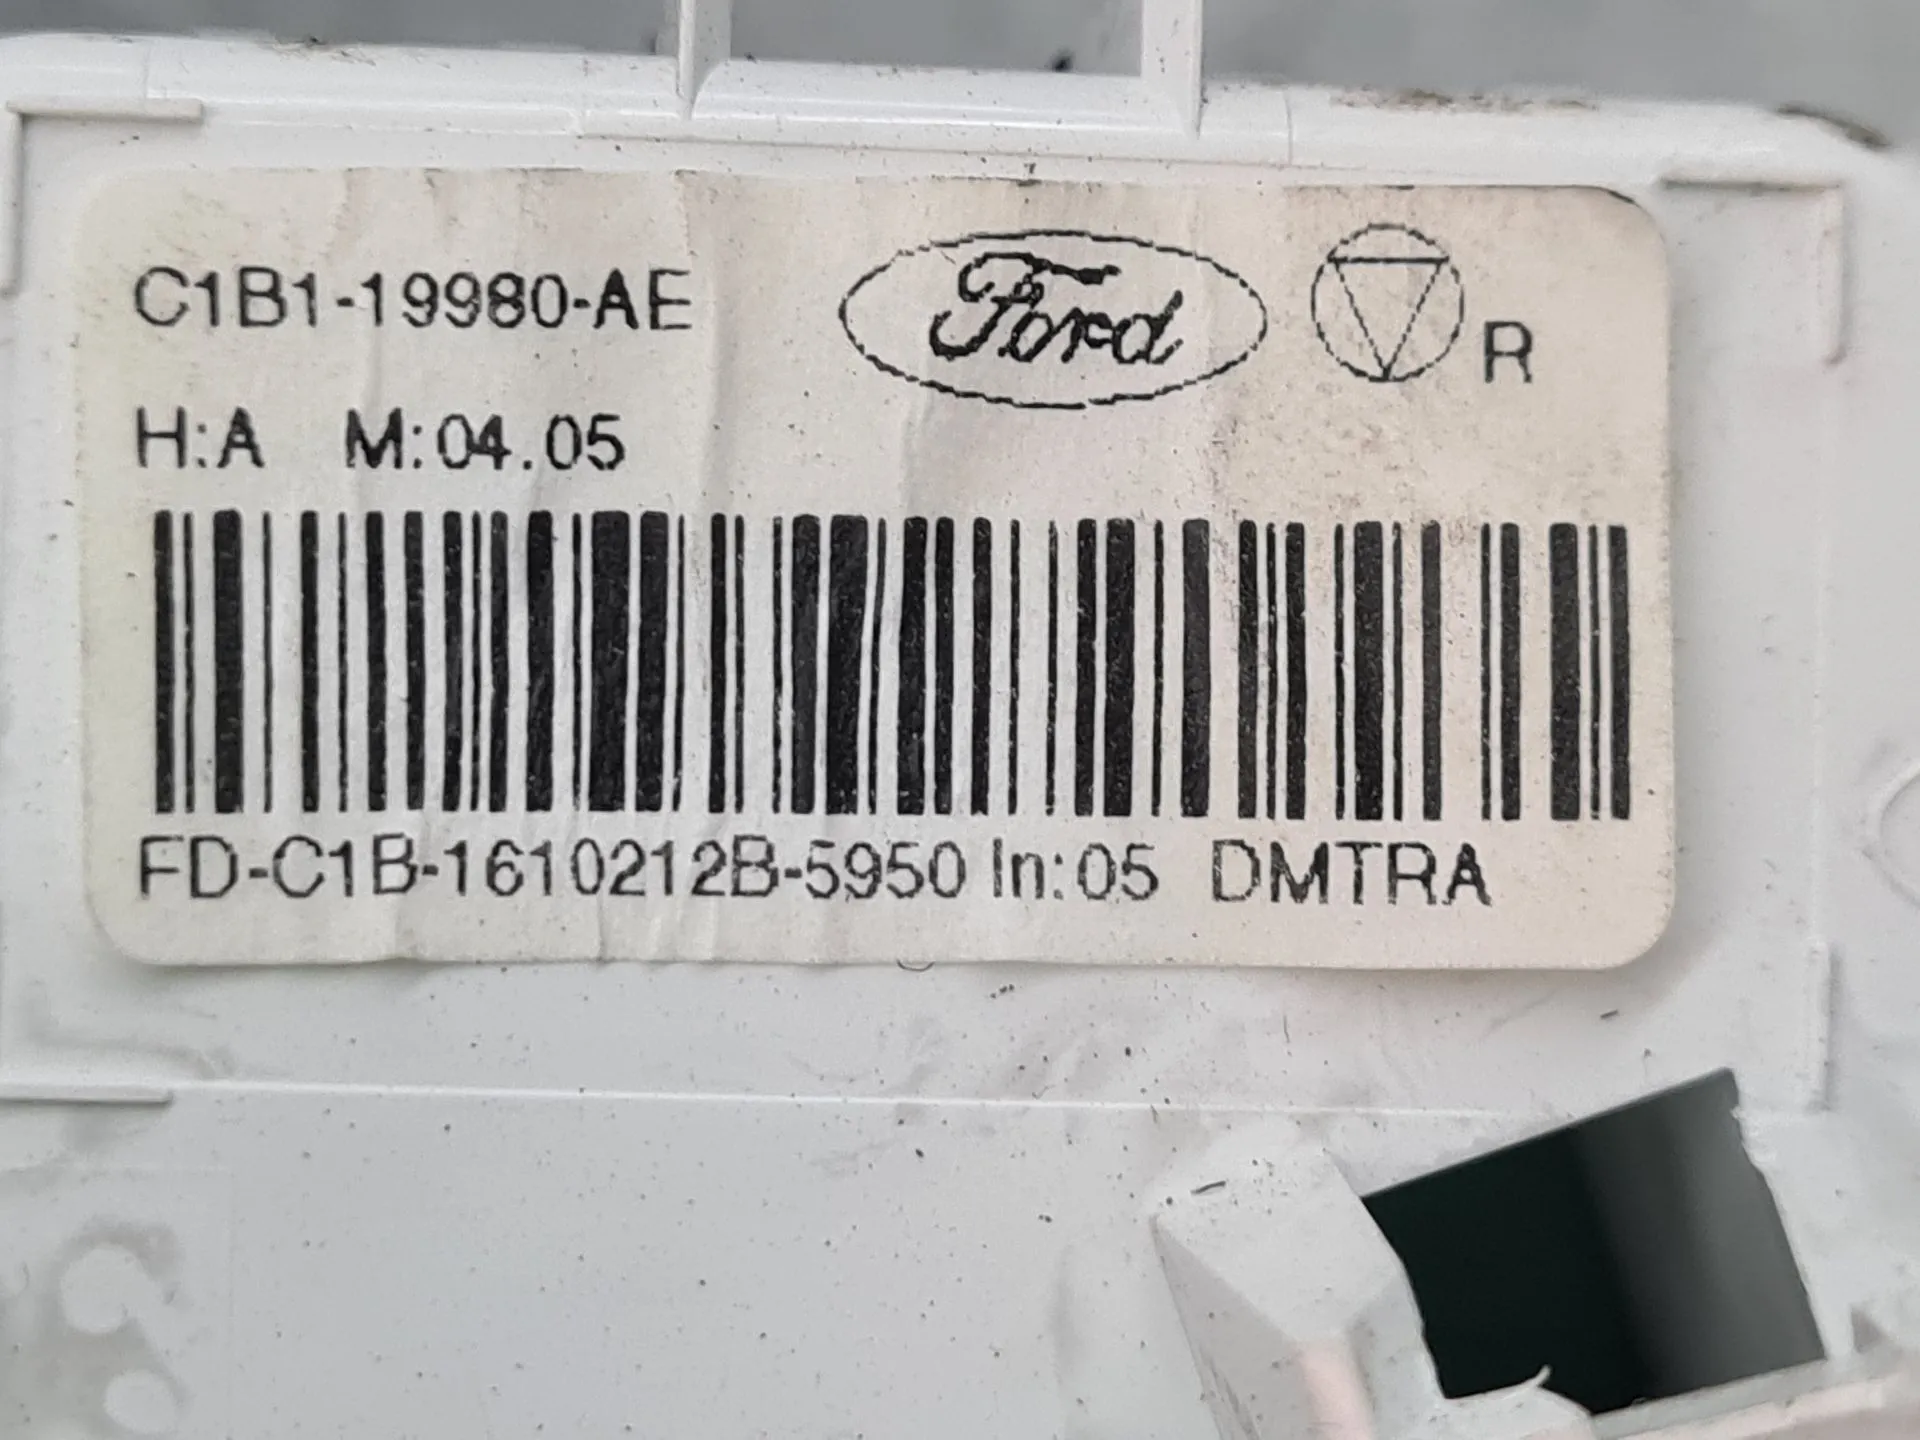 C1B1-19980-AE Ford R
H:A M:04.05
FD-C1B-1610212B-5950 In:05 DMTRA